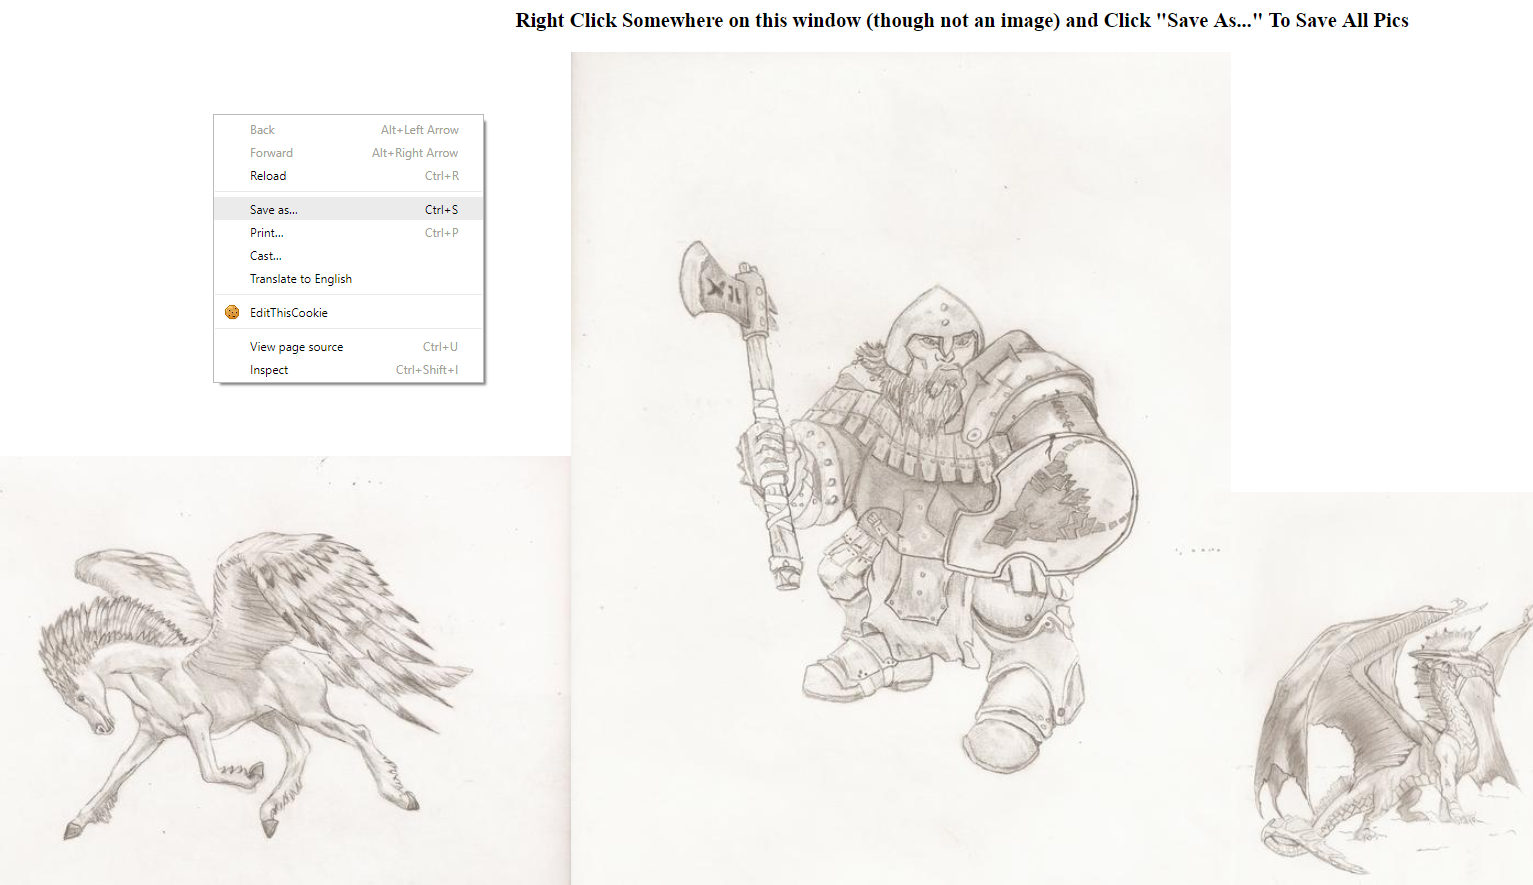 Right Click Somewhere on this window (though not an image) and Click "Save As..." To Save All Pics
Back Alt+Left Arrow
Forward Alt+Right Arrow
Reload Ctrl+R
Save as... Ctrl+S
Print... Ctrl+P
Cast...
Translate to English
EditThisCookie
View page source Ctrl+U
Inspect Ctrl+Shift+I